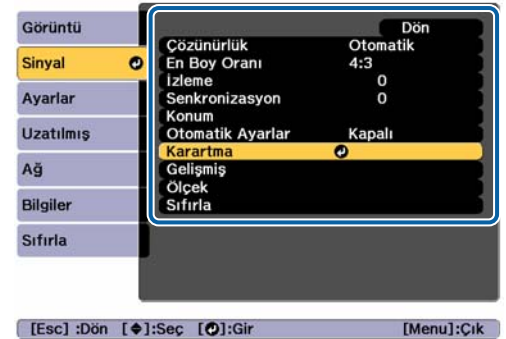 Görüntü
Sinyal
Ayarlar
Uzatılmış
Ağ
Bilgiler
Sıfırla
Dön
Çözünürlük Otomatik
En Boy Oranı 4:3
İzleme 0
Senkronizasyon 0
Konum
Otomatik Ayarlar Kapalı
Karartma
Gelişmiş
Ölçek
Sıfırla
[Esc] :Dön [◆]:Seç [⏎]:Gir [Menu]:Çık